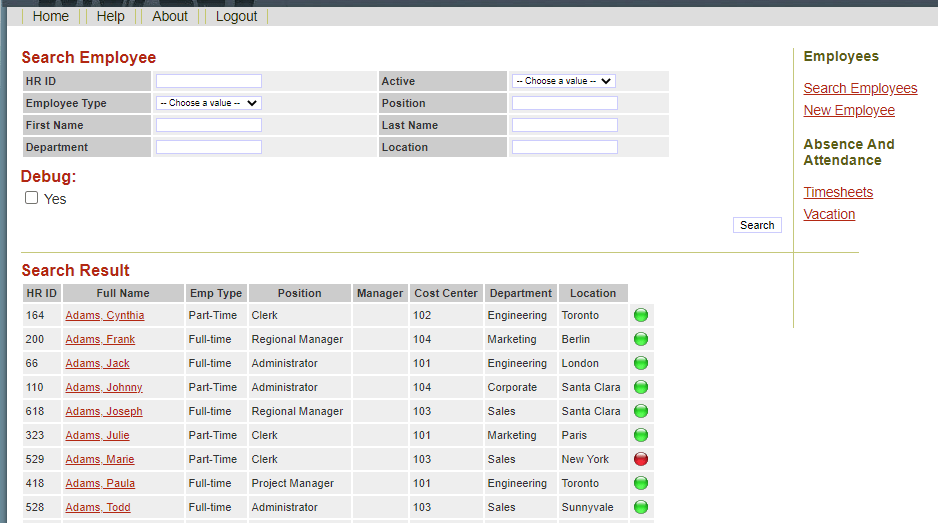 Home Help About Logout
Search Employee
HR ID Active -- Choose a value --
Employee Type -- Choose a value -- Position
First Name Last Name
Department Location
Debug:
Yes
Search
Search Result
HR ID Full Name Emp Type Position Manager Cost Center Department Location
164 Adams, Cynthia Part-Time Clerk 102 Engineering Toronto
200 Adams, Frank Full-time Regional Manager 104 Marketing Berlin
66 Adams, Jack Full-time Administrator 101 Engineering London
110 Adams, Johnny Part-Time Administrator 104 Corporate Santa Clara
618 Adams, Joseph Full-time Regional Manager 103 Sales Santa Clara
323 Adams, Julie Part-Time Clerk 101 Marketing Paris
529 Adams, Marie Part-Time Clerk 103 Sales New York
418 Adams, Paula Full-time Project Manager 101 Engineering Toronto
528 Adams, Todd Full-time Administrator 103 Sales Sunnyvale
Employees
Search Employees
New Employee
Absence And
Attendance
Timesheets
Vacation